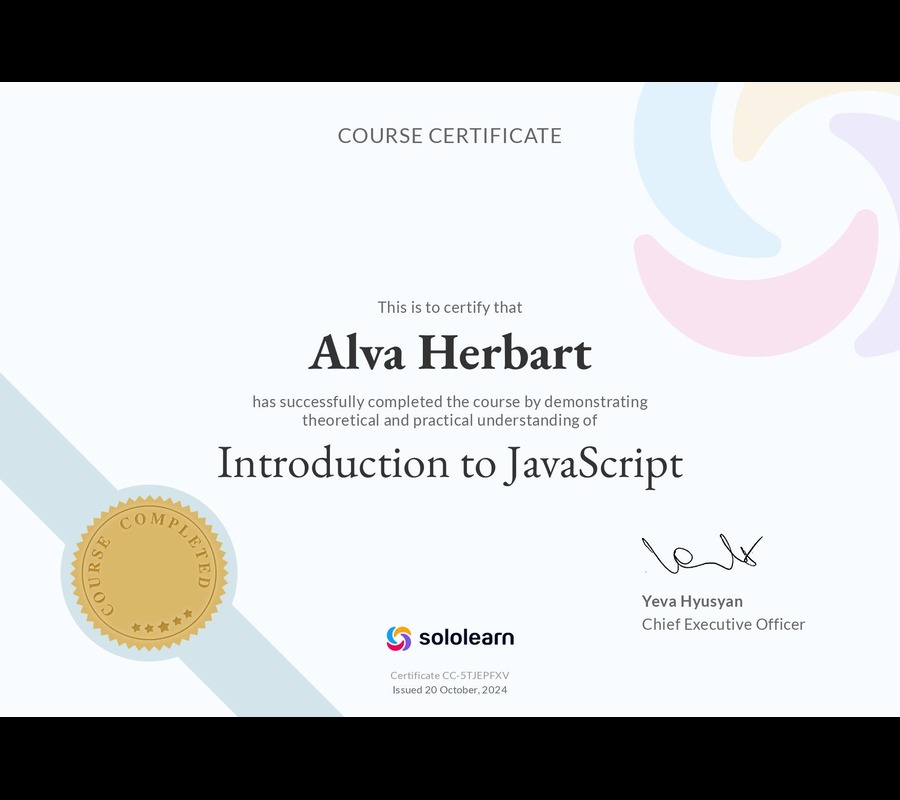 COURSE CERTIFICATE
This is to certify that
Alva Herbart
has successfully completed the course by demonstrating
theoretical and practical understanding of
Introduction to JavaScript
COURSE COMPLETED
Yeva Hyusyan
Chief Executive Officer
sololearn
Certificate CC-5TJEPFXV
Issued 20 October, 2024